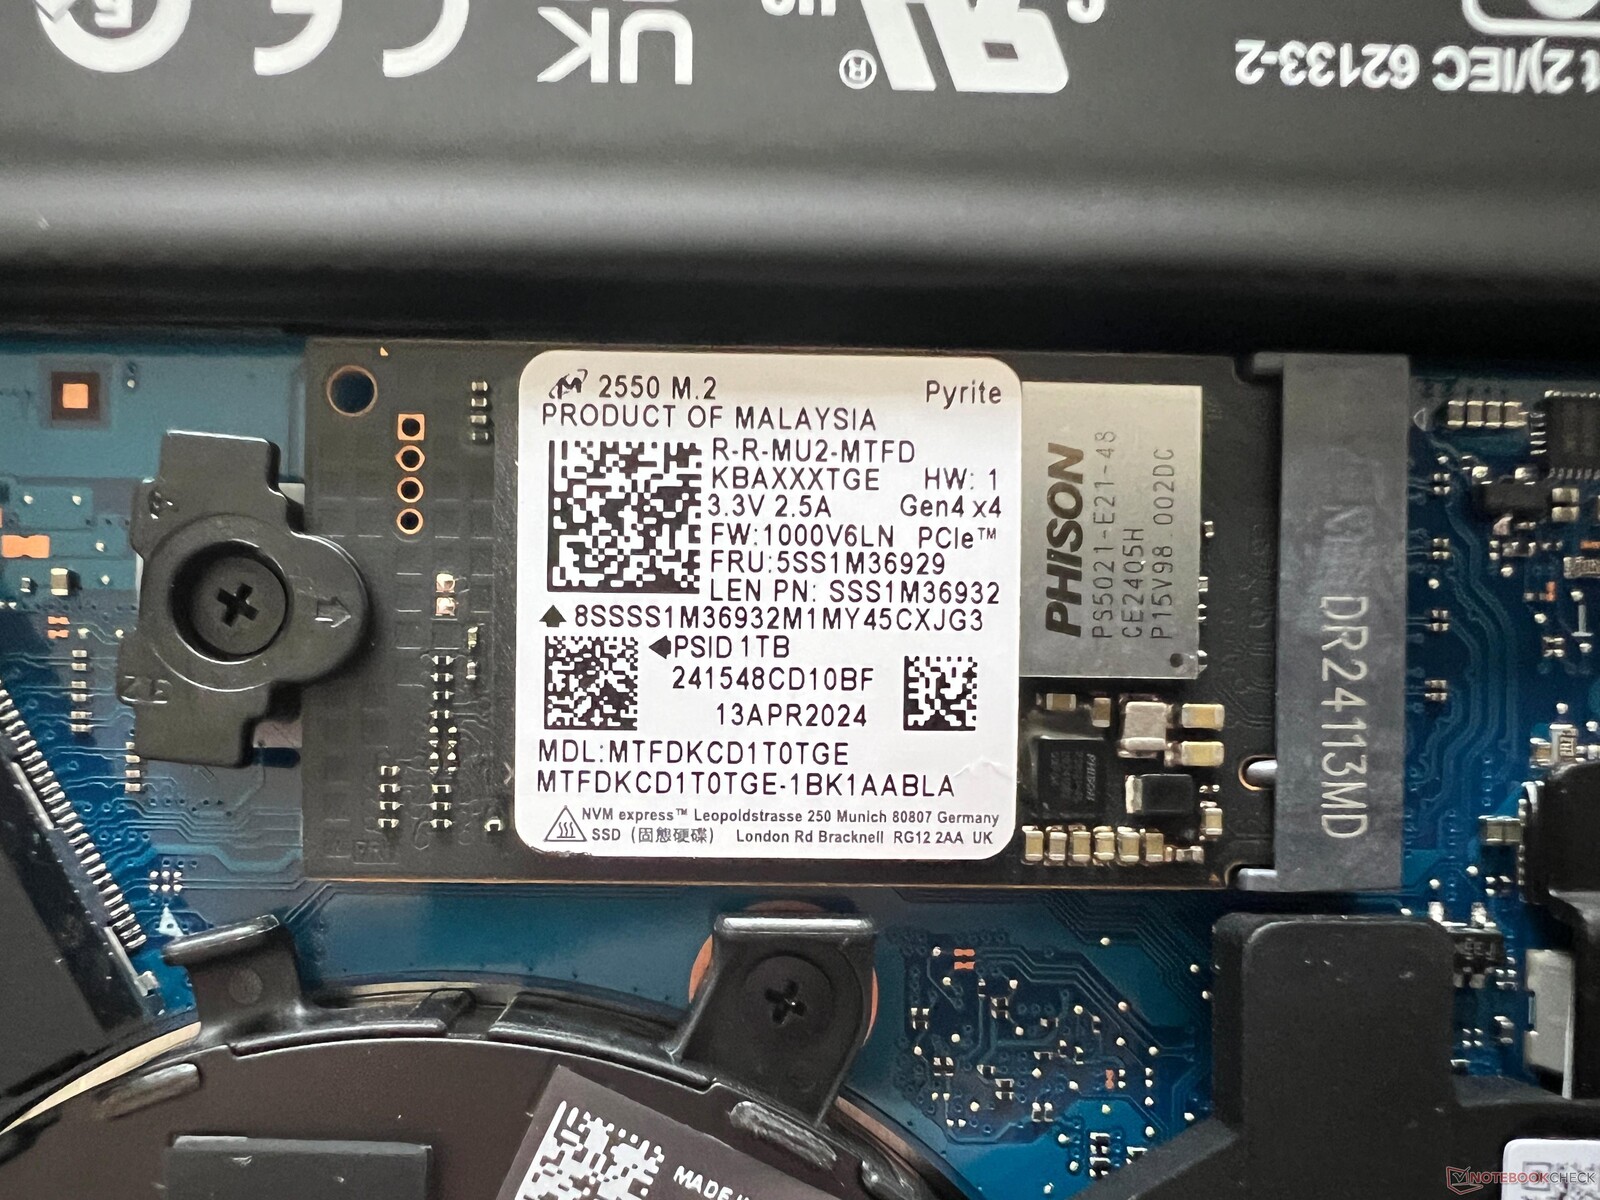 UK
®
t 2)/IEC 62133-2
2550 M.2
Pyrite
PRODUCT OF MALAYSIA
R-R-MU2-MTFD
KBAXXXTGE HW: 1
3.3V 2.5A Gen4 x4
FW:1000V6LN PCIe™
FRU:5SS1M36929
LEN PN: SSS1M36932
8SSSS1M36932M1MY45CXJG3
PSID 1TB
241548CD10BF
13APR2024
MDL:MTFDKCD1T0TGE
MTFDKCD1T0TGE-1BK1AABLA
NVM express™ Leopoldstrasse 250 Munich 80807 Germany
SSD (固態硬碟) London Rd Bracknell RG12 2AA UK
PHISON
PS5021-E21-48
CE2405H
P15V98.002DC
DR24113MD
MADE IN
NOTEBOOKCHECK